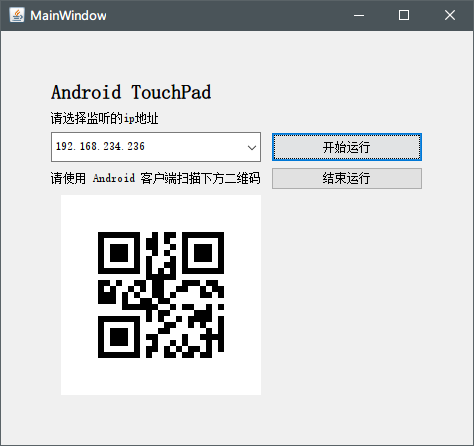 MainWindow
Android TouchPad
请选择监听的ip地址
192.168.234.236
开始运行
请使用 Android 客户端扫描下方二维码
结束运行